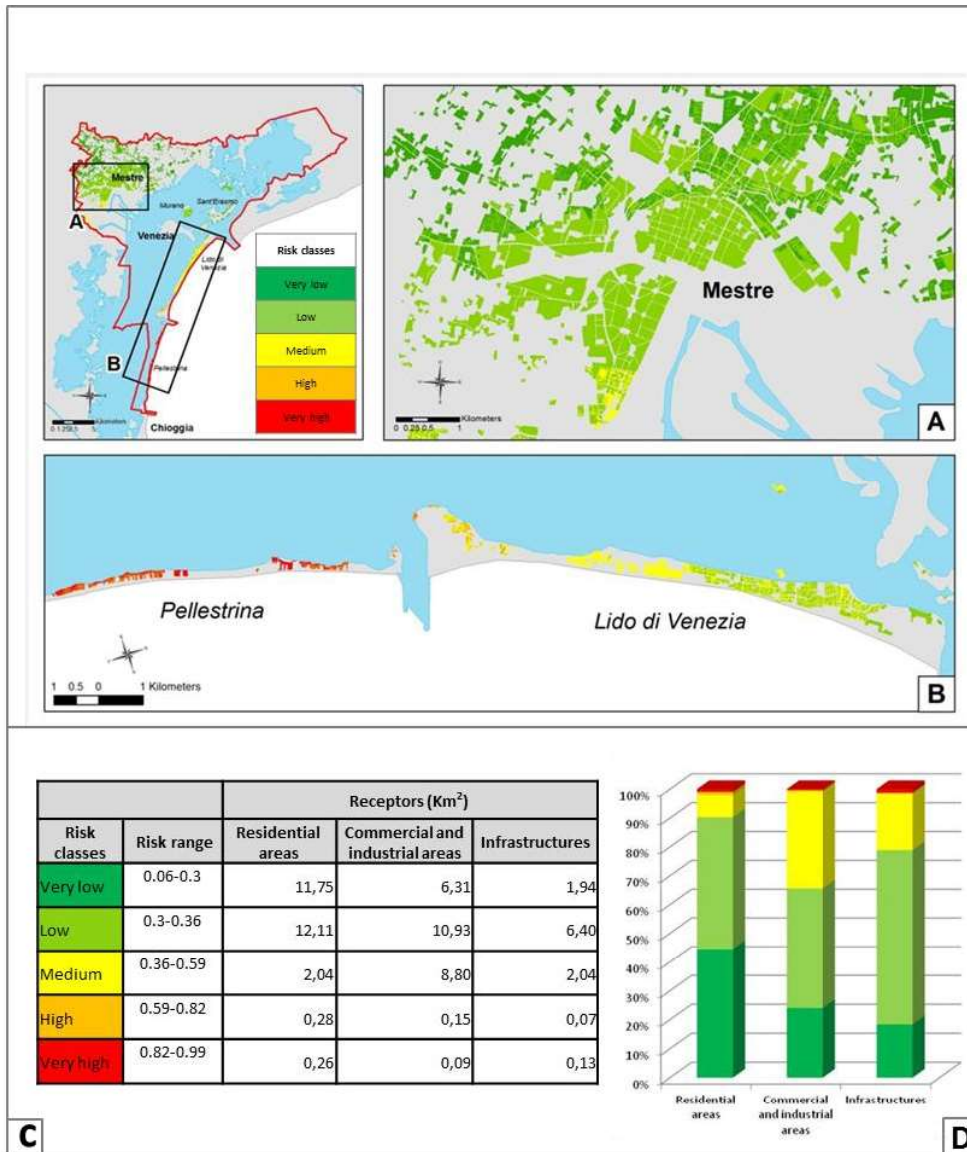 Mestre
A
Murano
Sant'Erasmo
Venezia
Lido di
Venezia
B
Pellestrina
Chioggia
Kilometers
Risk classes
Very low
Low
Medium
High
Very high
Mestre
Kilometers
0 0.25 0.5 1
A
Pellestrina
Lido di Venezia
1 0.5 0 1 Kilometers
B
Receptors (Km²)
Risk classes Risk range Residential areas Commercial and industrial areas Infrastructures
Very low 0.06-0.3 11,75 6,31 1,94
Low 0.3-0.36 12,11 10,93 6,40
Medium 0.36-0.59 2,04 8,80 2,04
High 0.59-0.82 0,28 0,15 0,07
Very high 0.82-0.99 0,26 0,09 0,13
C
100%
90%
80%
70%
60%
50%
40%
30%
20%
10%
0%
Residential areas
Commercial and industrial areas
Infrastructures
D